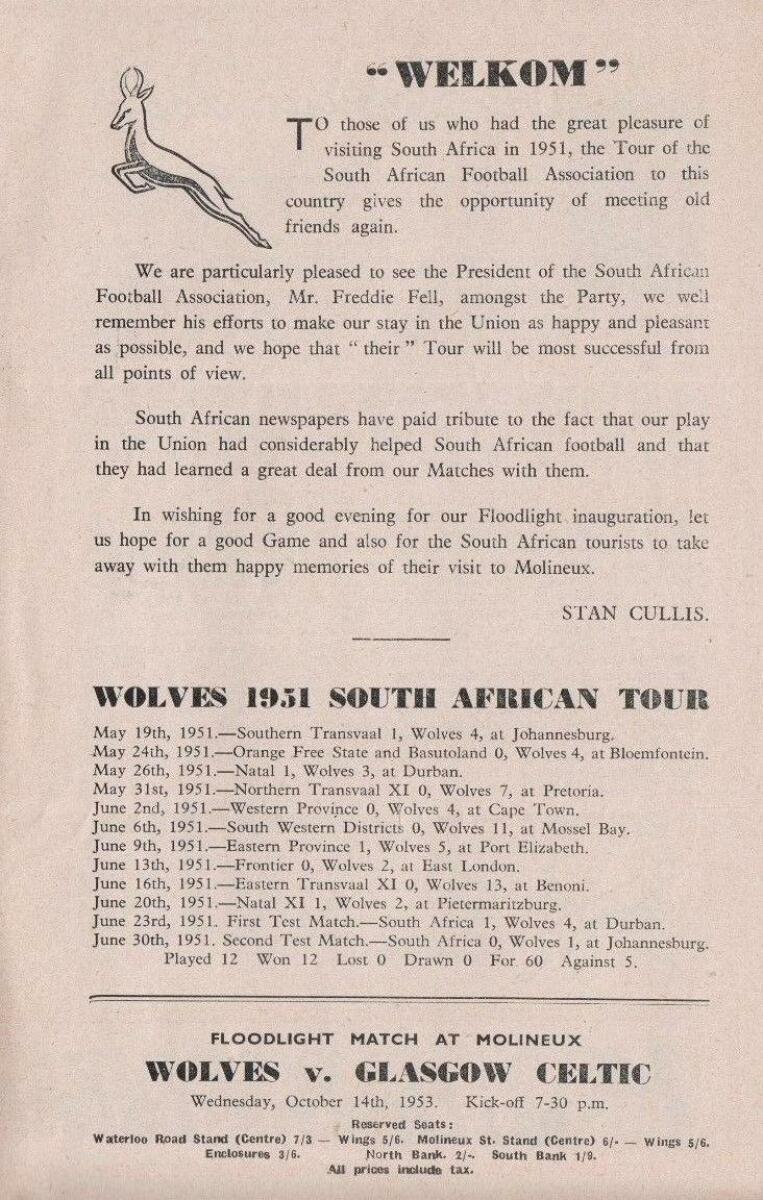 “WELKOM”
TO those of us who had the great pleasure of
visiting South Africa in 1951, the Tour of the
South African Football Association to this
country gives the opportunity of meeting old
friends again.
We are particularly pleased to see the President of the South African
Football Association, Mr. Freddie Fell, amongst the Party, we well
remember his efforts to make our stay in the Union as happy and pleasant
as possible, and we hope that “ their ” Tour will be most successful from
all points of view.
South African newspapers have paid tribute to the fact that our play
in the Union had considerably helped South African football and that
they had learned a great deal from our Matches with them.
In wishing for a good evening for our Floodlight inauguration, let
us hope for a good Game and also for the South African tourists to take
away with them happy memories of their visit to Molineux.
STAN CULLIS.
WOLVES 1951 SOUTH AFRICAN TOUR
May 19th, 1951.—Southern Transvaal 1, Wolves 4, at Johannesburg.
May 24th, 1951.—Orange Free State and Basutoland 0, Wolves 4, at Bloemfontein.
May 26th, 1951.—Natal 1, Wolves 3, at Durban.
May 31st, 1951.—Northern Transvaal XI 0, Wolves 7, at Pretoria.
June 2nd, 1951.—Western Province 0, Wolves 4, at Cape Town.
June 6th, 1951.—South Western Districts 0, Wolves 11, at Mossel Bay.
June 9th, 1951.—Eastern Province 1, Wolves 5, at Port Elizabeth.
June 13th, 1951.—Frontier 0, Wolves 2, at East London.
June 16th, 1951.—Eastern Transvaal XI 0, Wolves 13, at Benoni.
June 20th, 1951.—Natal XI 1, Wolves 2, at Pietermaritzburg.
June 23rd, 1951. First Test Match.—South Africa 1, Wolves 4, at Durban.
June 30th, 1951. Second Test Match.—South Africa 0, Wolves 1, at Johannesburg.
Played 12 Won 12 Lost 0 Drawn 0 For 60 Against 5.
FLOODLIGHT MATCH AT MOLINEUX
WOLVES v. GLASGOW CELTIC
Wednesday, October 14th, 1953. Kick-off 7-30 p.m.
Reserved Seats:
Waterloo Road Stand (Centre) 7/3 — Wings 5/6. Molineux St. Stand (Centre) 6/- — Wings 5/6.
Enclosures 3/6. North Bank. 2/-. South Bank 1/9.
All prices include tax.